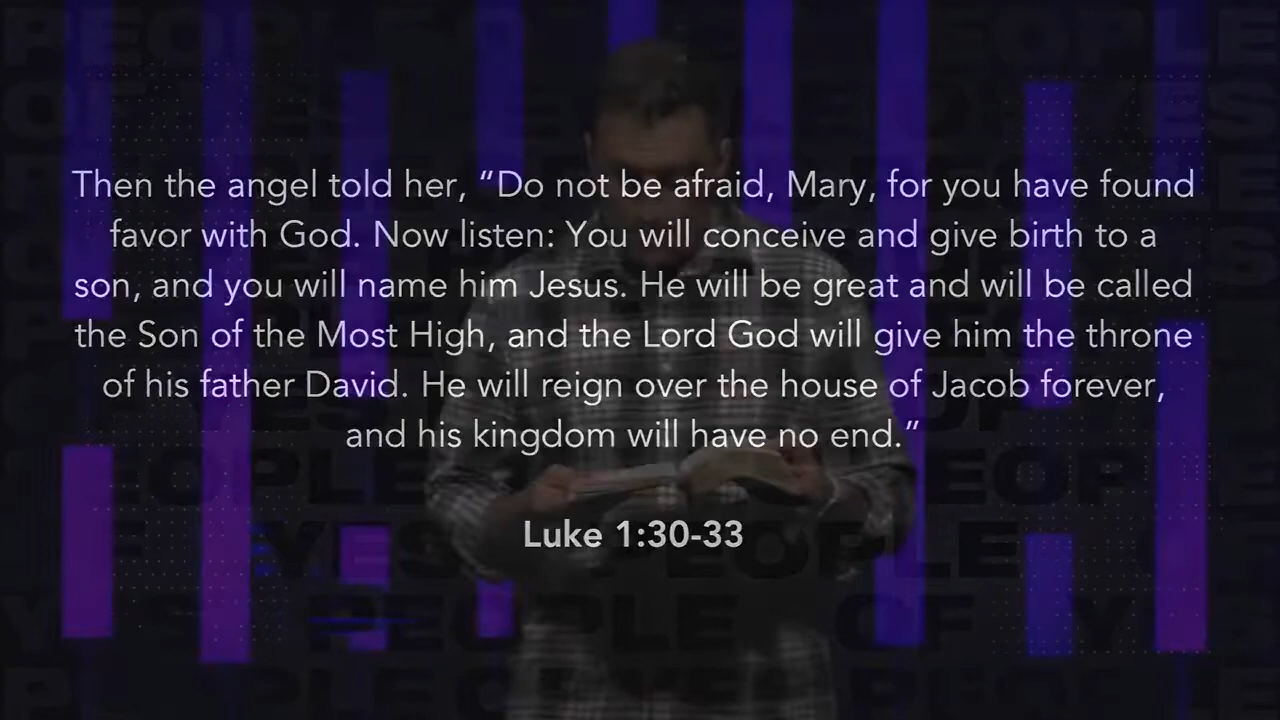 Then the angel told her, “Do not be afraid, Mary, for you have found
favor with God. Now listen: You will conceive and give birth to a
son, and you will name him Jesus. He will be great and will be called
the Son of the Most High, and the Lord God will give him the throne
of his father David. He will reign over the house of Jacob forever,
and his kingdom will have no end.”
Luke 1:30-33